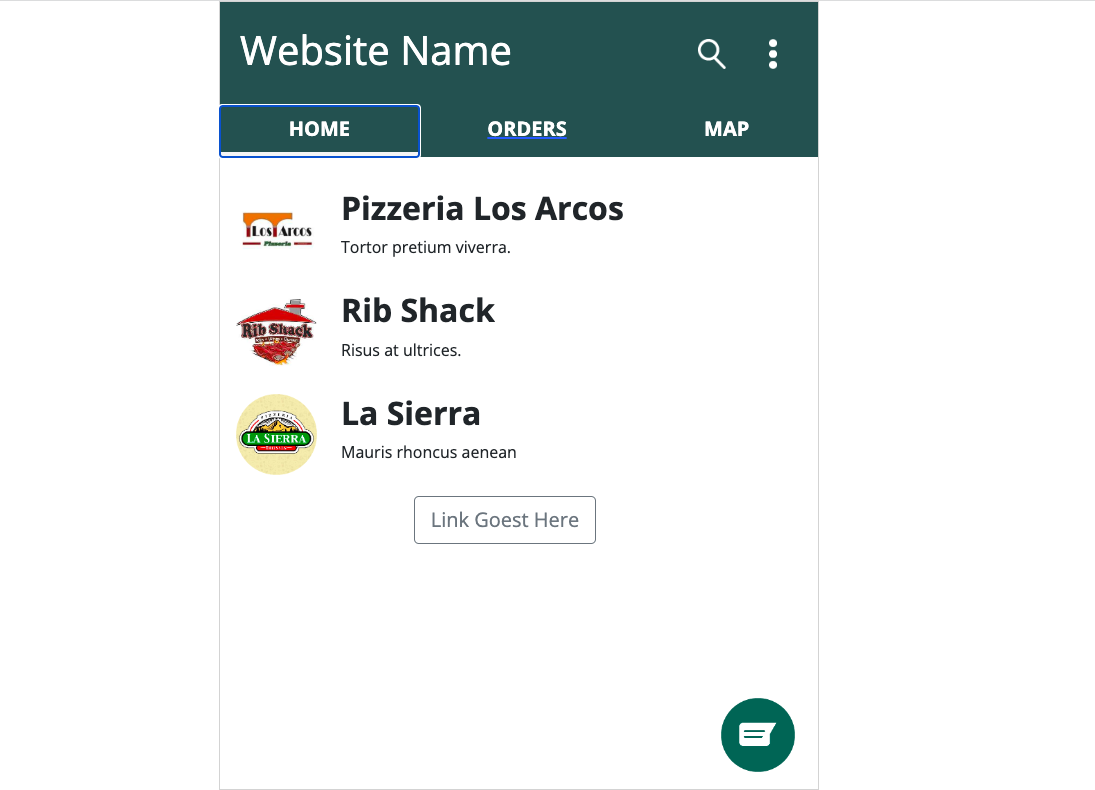 Website Name
HOME
ORDERS
MAP
Los Arcos
Pizzeria
Pizzeria Los Arcos
Tortor pretium viverra.
Rib Shack
Rib Shack
Risus at ultrices.
PIZZERIA
LA SIERRA
La Sierra
Mauris rhoncus aenean
Link Goest Here